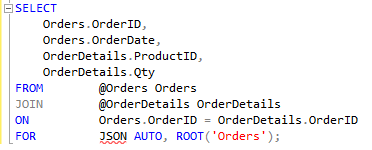 SELECT
Orders.OrderID,
Orders.OrderDate,
OrderDetails.ProductID,
OrderDetails.Qty
FROM @Orders Orders
JOIN @OrderDetails OrderDetails
ON Orders.OrderID = OrderDetails.OrderID
FOR JSON AUTO, ROOT('Orders');